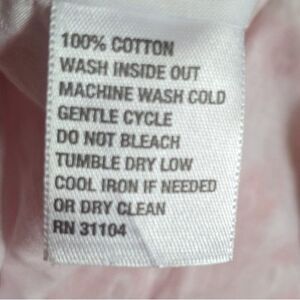 100% COTTON
WASH INSIDE OUT
MACHINE WASH COLD
GENTLE CYCLE
DO NOT BLEACH
TUMBLE DRY LOW
COOL IRON IF NEEDED
OR DRY CLEAN
RN 31104